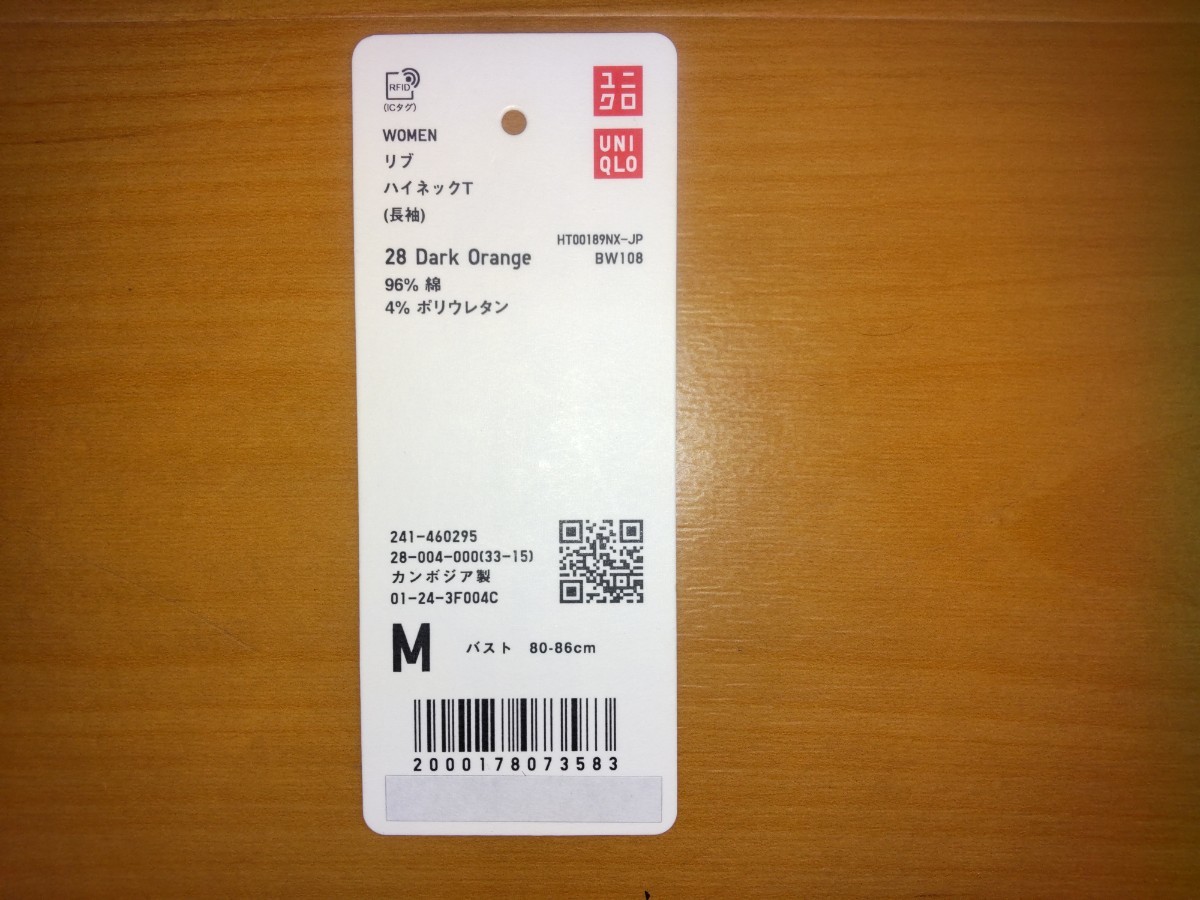 RFID
(ICタグ)
ユニ
クロ
UNI
QLO
WOMEN
リブ
ハイネックT
(長袖)
HT00189NX-JP
28 Dark Orange
BW108
96% 綿
4% ポリウレタン
241-460295
28-004-000(33-15)
カンボジア製
01-24-3F004C
M
バスト 80-86cm
2000178073583